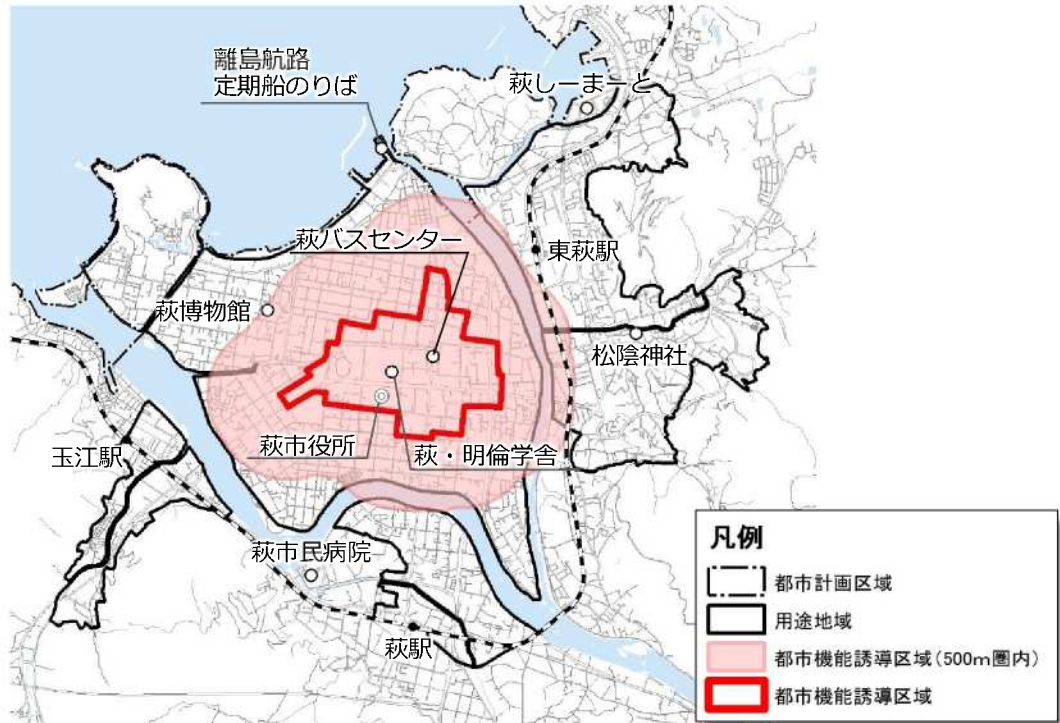 離島航路
定期船のりば
萩しーまーと
萩バスセンター
東萩駅
萩博物館
松陰神社
萩市役所
萩・明倫学舎
玉江駅
萩市民病院
萩駅
凡例
都市計画区域
用途地域
都市機能誘導区域(500m圏内)
都市機能誘導区域